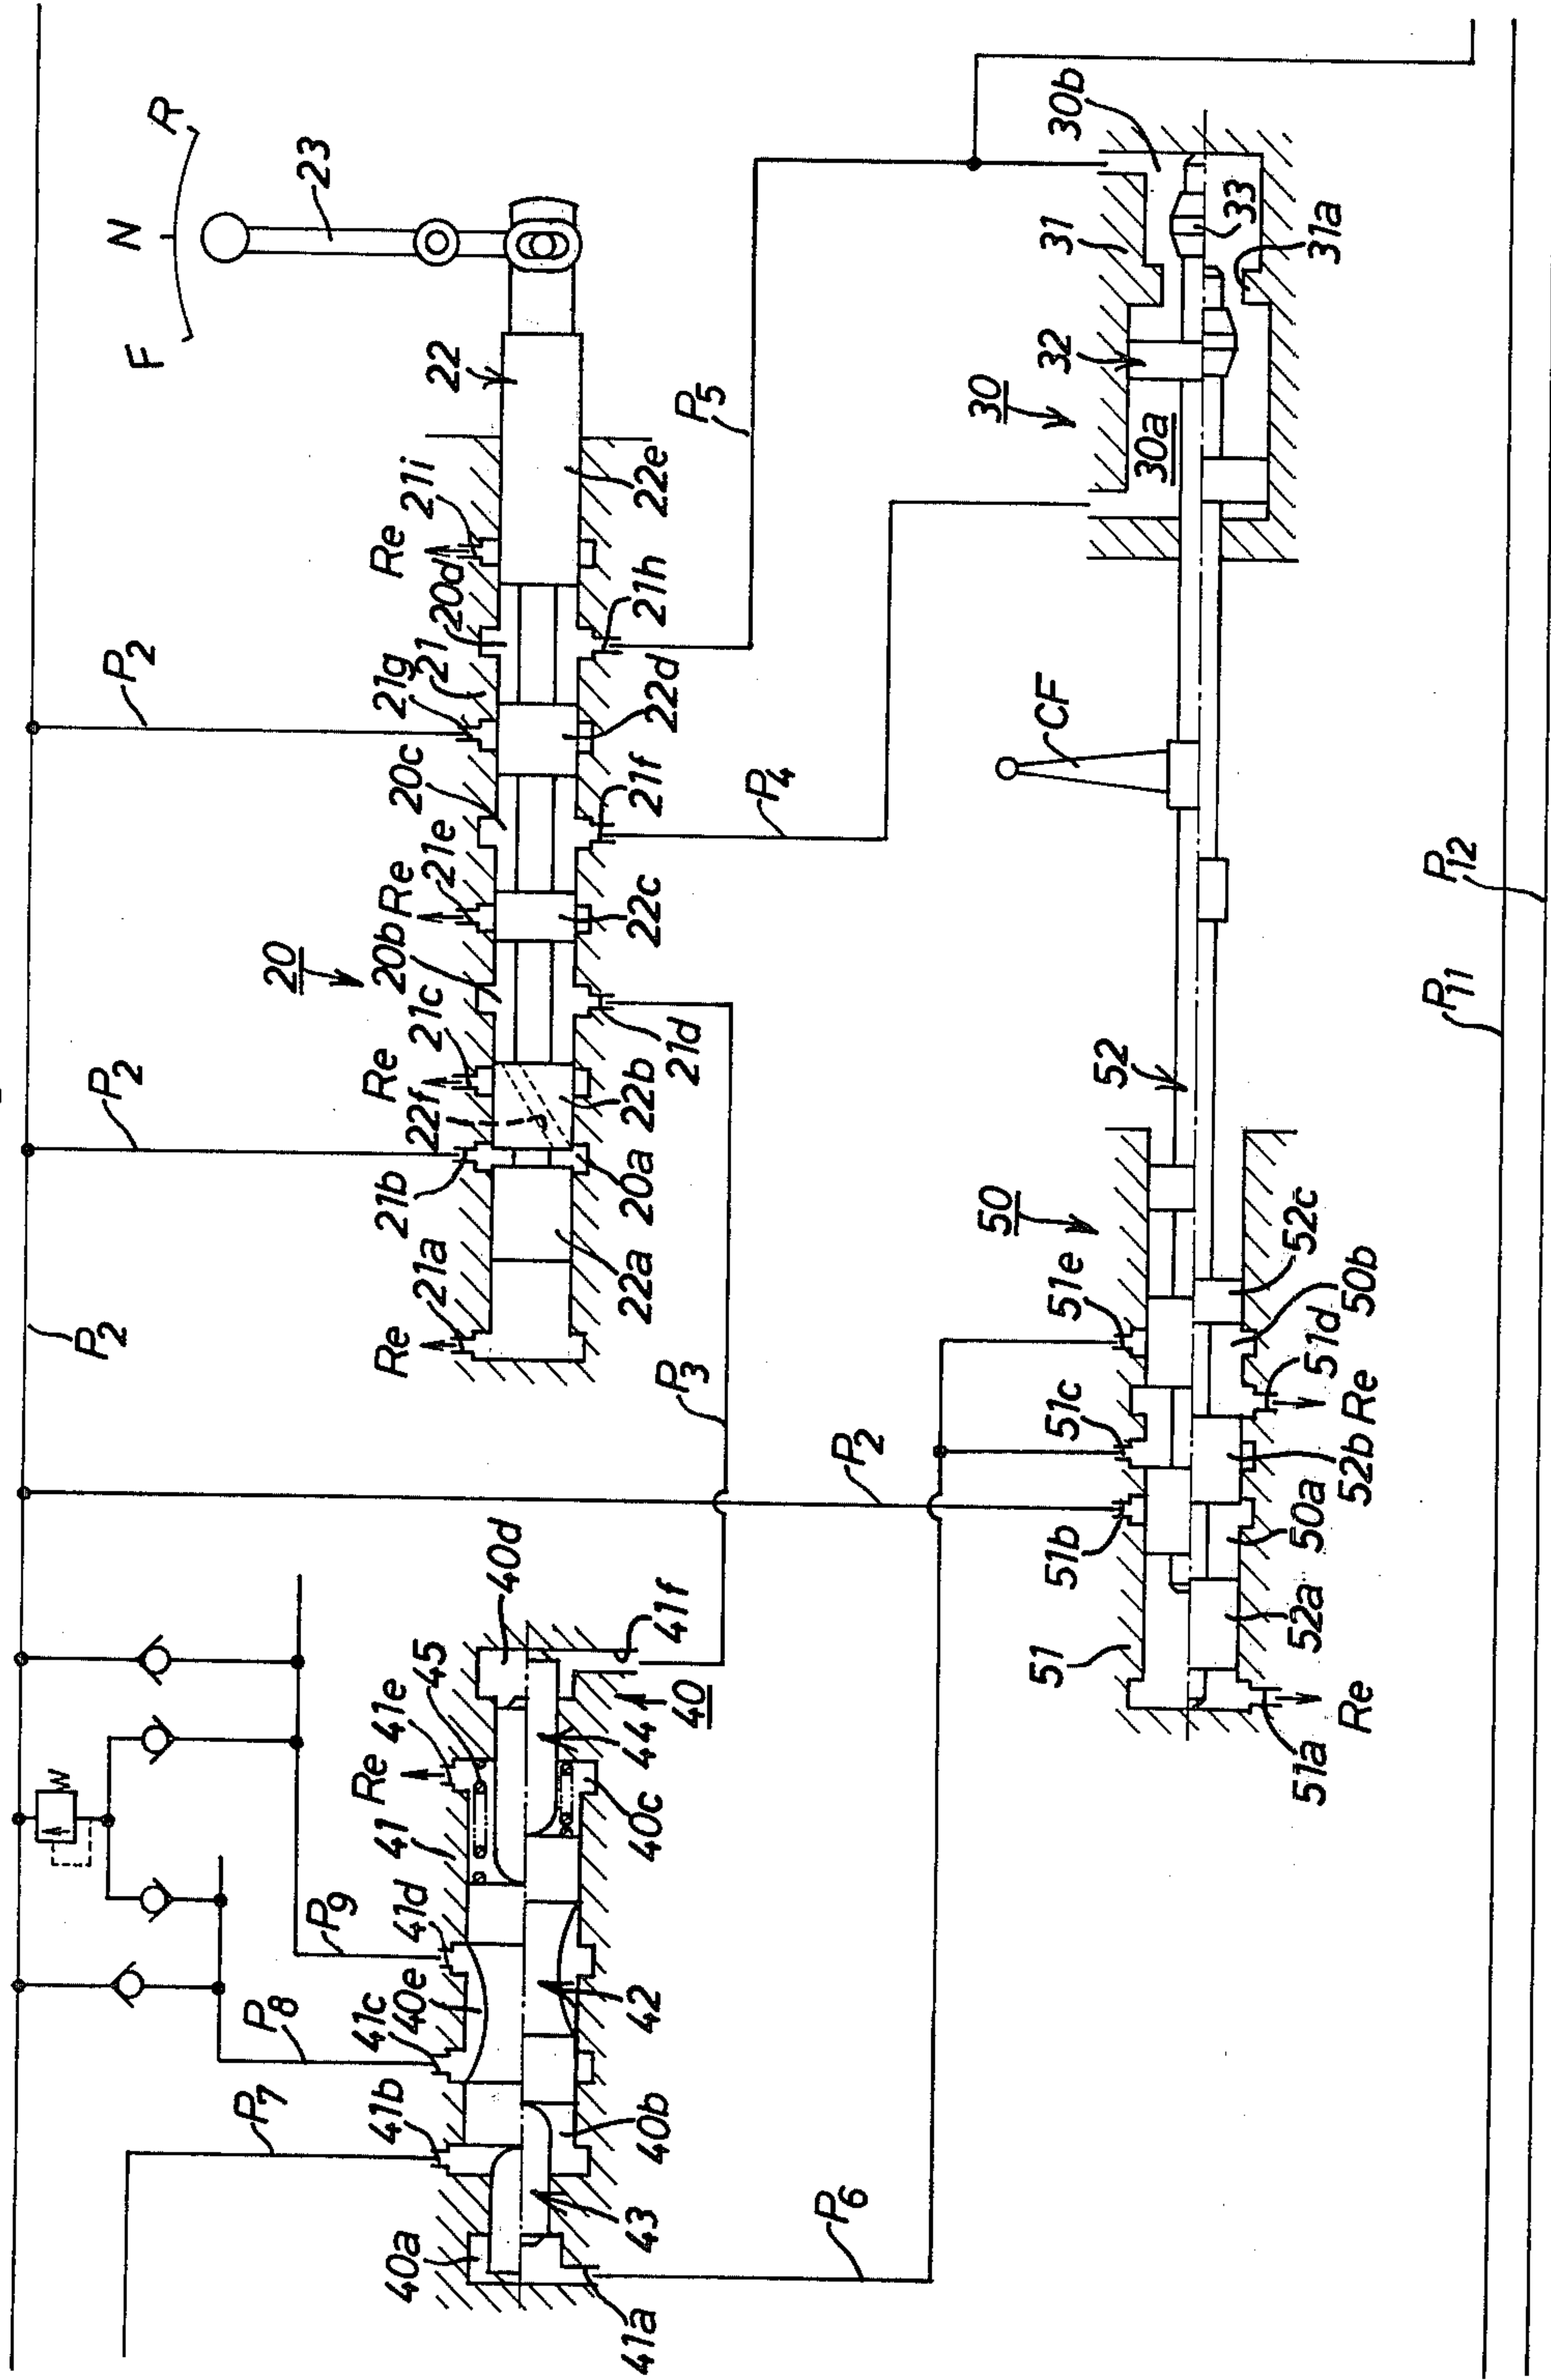 R
N
F
23
22
P2
P2
P2
P2
Re
21i
20d
21
21g
20c
21e
Re
20b
21c
Re
22f
21b
21a
Re
20
22e
21h
22d
21f
22c
21d
22b
20a
22a
P5
P4
P3
P2
40d
45
41e
Re
41
41d
40e
41c
41b
40a
P9
P8
P7
41f
40
44
40c
42
40b
43
41a
P6
30b
31
32
30
30a
33
31a
CF
52
50
51e
51c
51b
51
52c
50b
51d
Re
52b
50a
52a
Re
51a
P11
P12